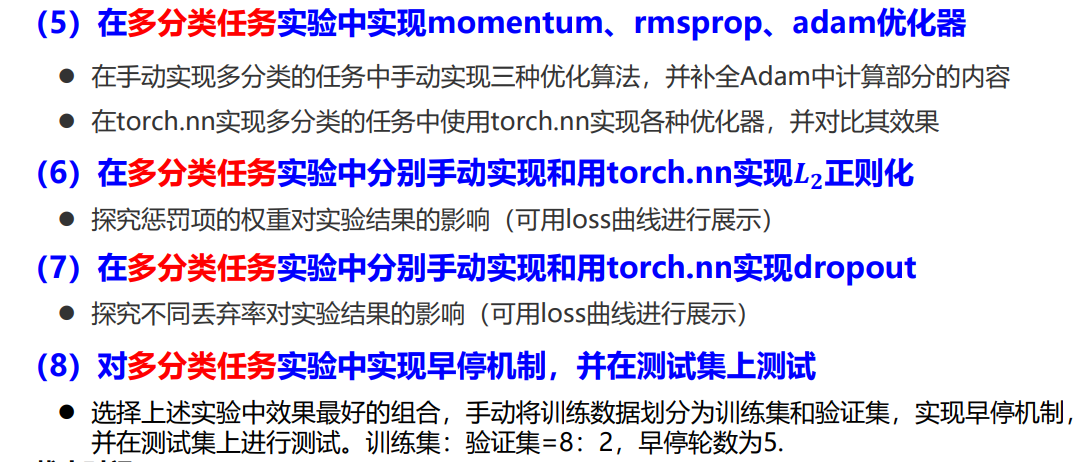 （5）在多分类任务实验中实现momentum、rmsprop、adam优化器
● 在手动实现多分类的任务中手动实现三种优化算法，并补全Adam中计算部分的内容
● 在torch.nn实现多分类的任务中使用torch.nn实现各种优化器，并对比其效果
（6）在多分类任务实验中分别手动实现和用torch.nn实现L₂正则化
● 探究惩罚项的权重对实验结果的影响（可用loss曲线进行展示）
（7）在多分类任务实验中分别手动实现和用torch.nn实现dropout
● 探究不同丢弃率对实验结果的影响（可用loss曲线进行展示）
（8）对多分类任务实验中实现早停机制，并在测试集上测试
● 选择上述实验中效果最好的组合，手动将训练数据划分为训练集和验证集，实现早停机制，
并在测试集上进行测试。训练集：验证集=8：2，早停轮数为5.